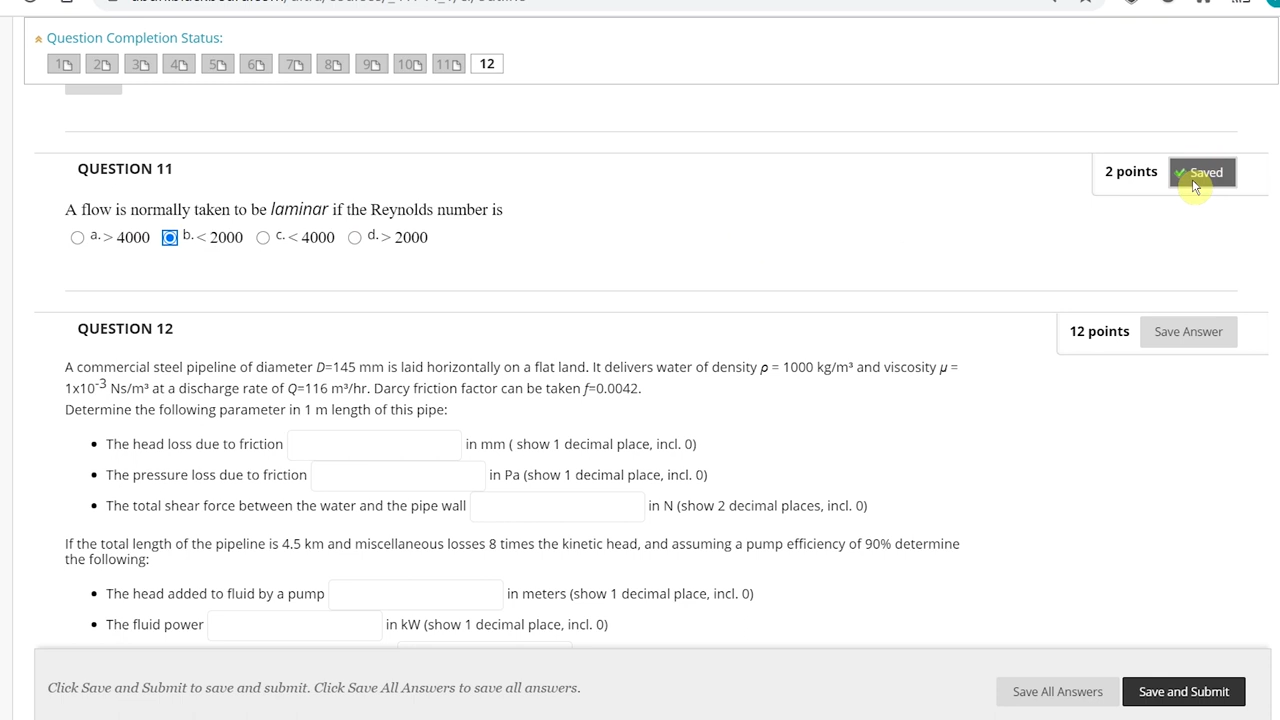 Question Completion Status:
1 2 3 4 5 6 7 8 9 10 11 12
QUESTION 11
2 points Saved
A flow is normally taken to be laminar if the Reynolds number is
a. > 4000 b. < 2000 c. < 4000 d. > 2000
QUESTION 12
12 points Save Answer
A commercial steel pipeline of diameter D=145 mm is laid horizontally on a flat land. It delivers water of density ρ = 1000 kg/m³ and viscosity μ =
1x10⁻³ Ns/m³ at a discharge rate of Q=116 m³/hr. Darcy friction factor can be taken f=0.0042.
Determine the following parameter in 1 m length of this pipe:
• The head loss due to friction in mm ( show 1 decimal place, incl. 0)
• The pressure loss due to friction in Pa (show 1 decimal place, incl. 0)
• The total shear force between the water and the pipe wall in N (show 2 decimal places, incl. 0)
If the total length of the pipeline is 4.5 km and miscellaneous losses 8 times the kinetic head, and assuming a pump efficiency of 90% determine
the following:
• The head added to fluid by a pump in meters (show 1 decimal place, incl. 0)
• The fluid power in kW (show 1 decimal place, incl. 0)
Click Save and Submit to save and submit. Click Save All Answers to save all answers.
Save All Answers Save and Submit